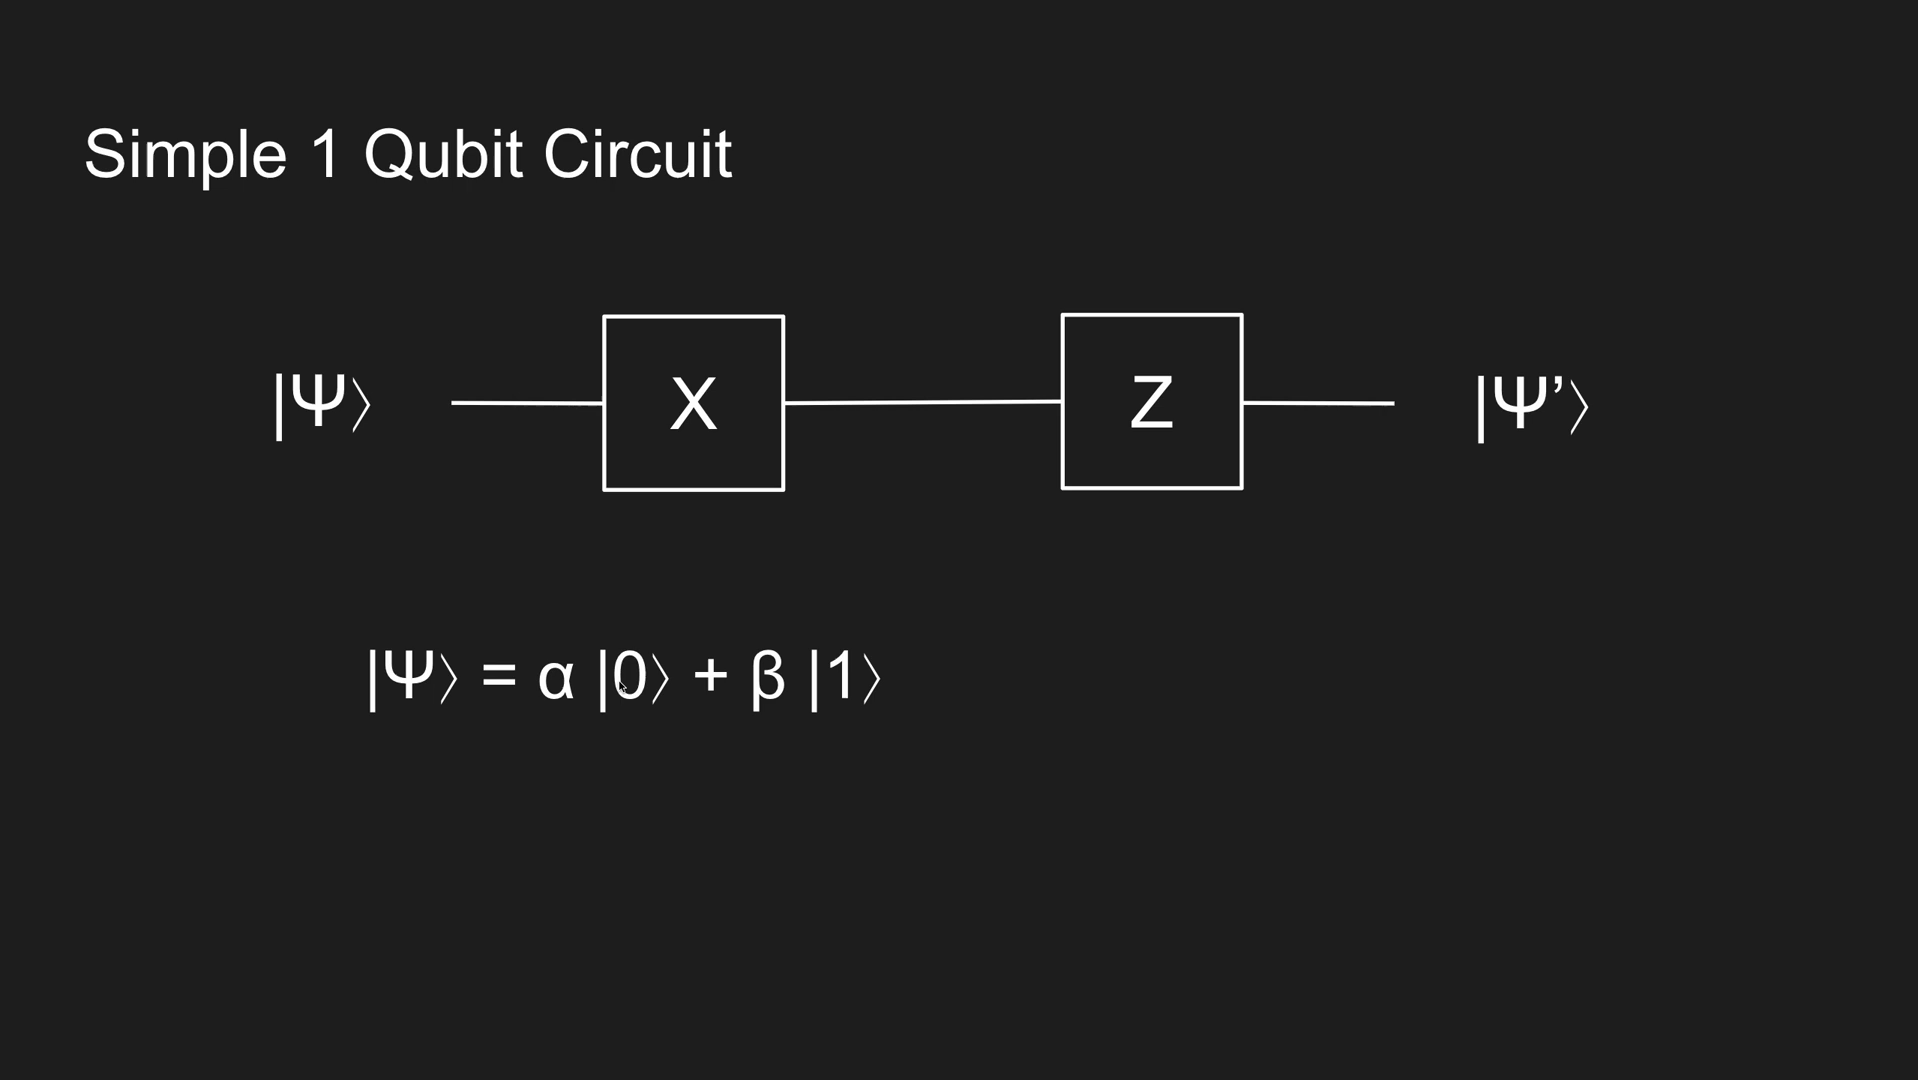 Simple 1 Qubit Circuit
|Ψ⟩ X Z |Ψ’⟩
|Ψ⟩ = α |0⟩ + β |1⟩